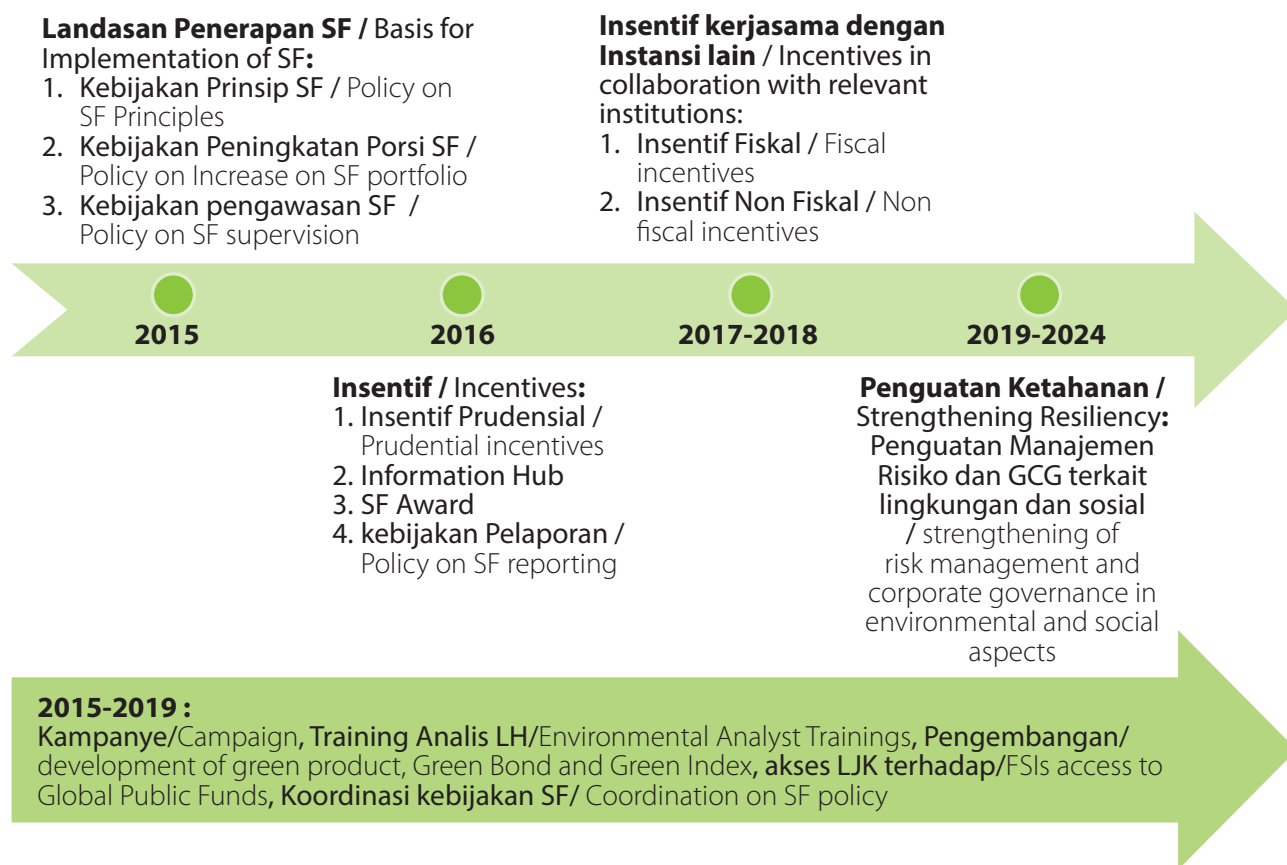 Landasan Penerapan SF / Basis for
Implementation of SF:
1. Kebijakan Prinsip SF / Policy on
SF Principles
2. Kebijakan Peningkatan Porsi SF /
Policy on Increase on SF portfolio
3. Kebijakan pengawasan SF /
Policy on SF supervision
Insentif kerjasama dengan
Instansi lain / Incentives in
collaboration with relevant
institutions:
1. Insentif Fiskal / Fiscal
incentives
2. Insentif Non Fiskal / Non
fiscal incentives
2015
2016
2017-2018
2019-2024
Insentif / Incentives:
1. Insentif Prudensial /
Prudential incentives
2. Information Hub
3. SF Award
4. kebijakan Pelaporan /
Policy on SF reporting
Penguatan Ketahanan /
Strengthening Resiliency:
Penguatan Manajemen
Risiko dan GCG terkait
lingkungan dan sosial
/ strengthening of
risk management and
corporate governance in
environmental and social
aspects
2015-2019 :
Kampanye/Campaign, Training Analis LH/Environmental Analyst Trainings, Pengembangan/
development of green product, Green Bond and Green Index, akses LJK terhadap/FSIs access to
Global Public Funds, Koordinasi kebijakan SF/ Coordination on SF policy